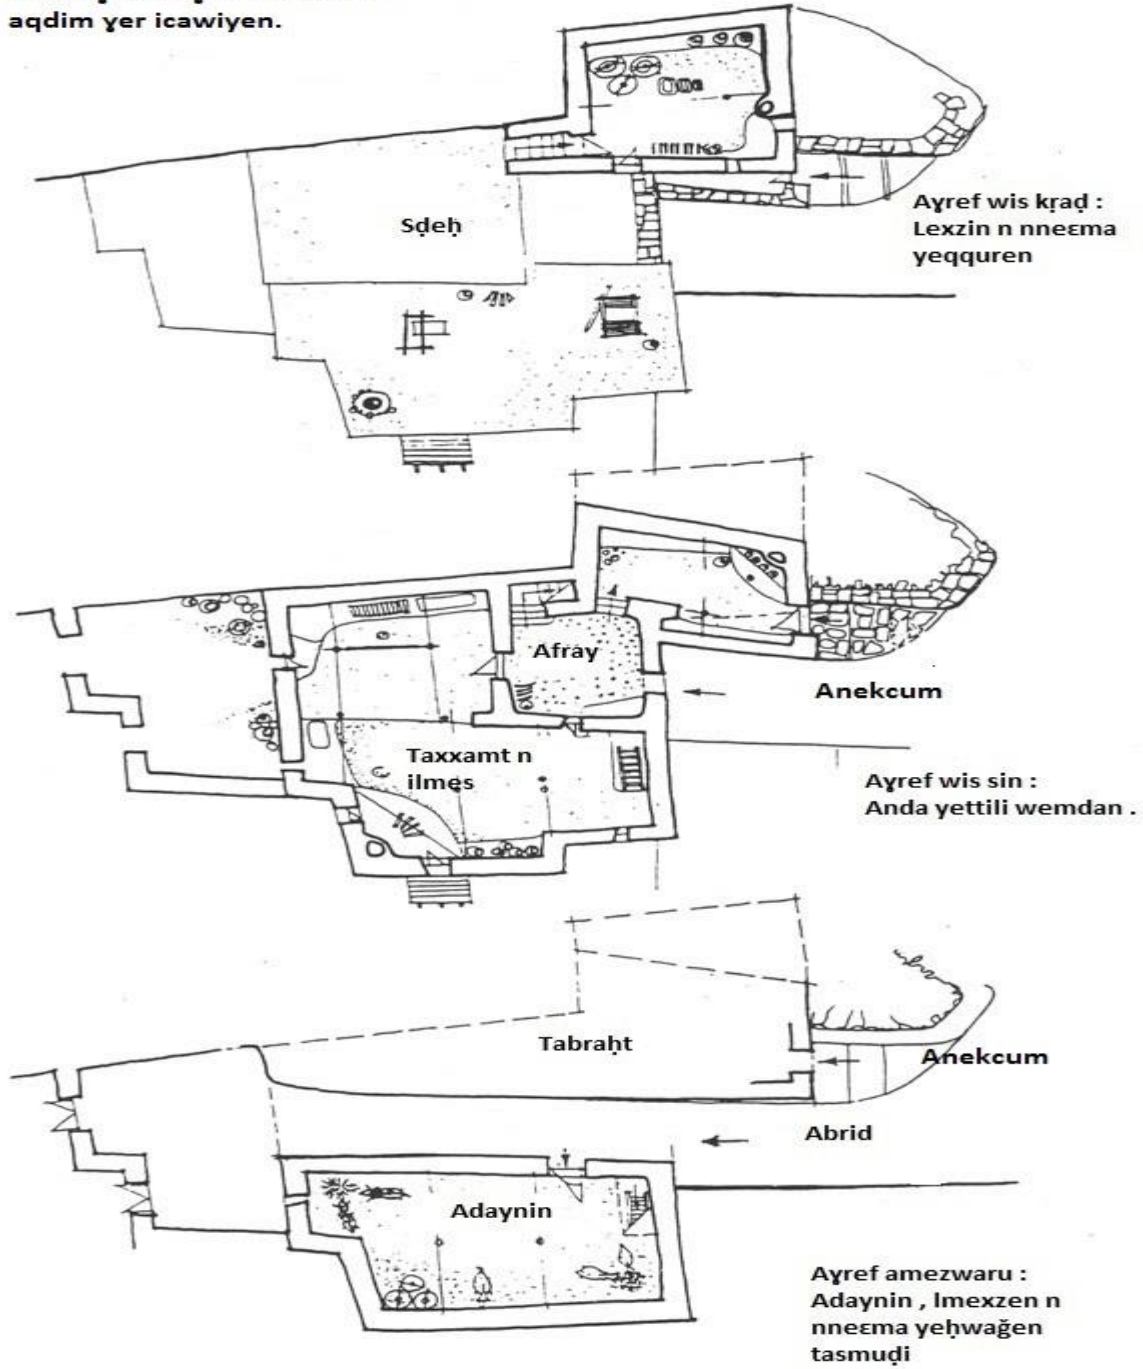 aqdim ɣer icawiyen.
Aɣref wis kṛaḍ :
Lexzin n nneɛma
yeqquren
Sḍeḥ
Afray
Anekcum
Taxxamt n
ilmes
Aɣref wis sin :
Anda yettili wemdan .
Tabraḥt
Anekcum
Abrid
Adaynin
Aɣref amezwaru :
Adaynin , lmexzen n
nneɛma yeḥwaǧen
tasmuḍi